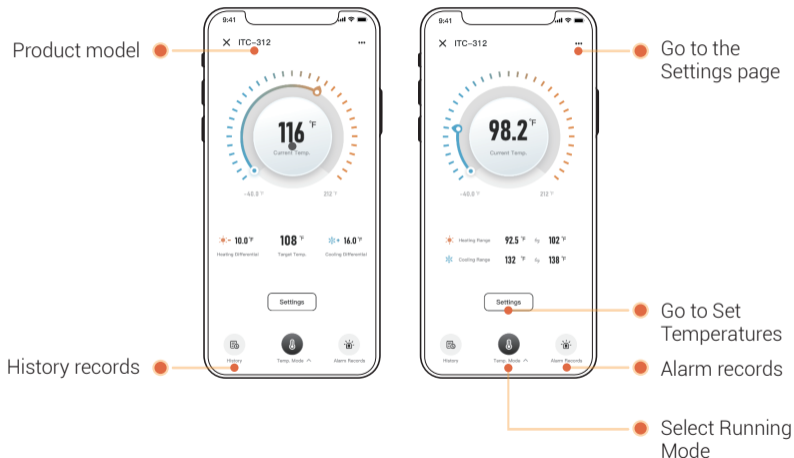 Product model
History records
9:41
ITC-312
116 °F
Current Temp.
-40.0 °F
212 °F
- 10.0 °F
108 °F
+ 16.0 °F
Heating Differential
Target Temp.
Cooling Differential
Settings
History
Temp. Mode
Alarm Records
9:41
ITC-312
98.2 °F
Current Temp.
-40.0 °F
212 °F
Heating Range
92.5 °F
102 °F
Cooling Range
132 °F
138 °F
Settings
History
Temp. Mode
Alarm Records
Go to the
Settings page
Go to Set
Temperatures
Alarm records
Select Running
Mode